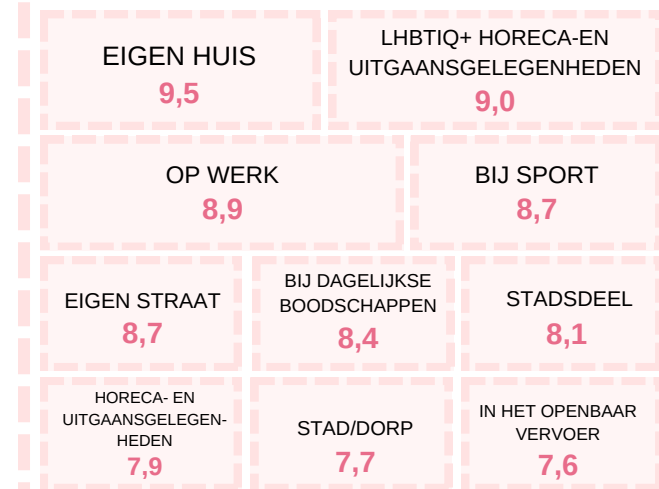 EIGEN HUIS
9,5
LHBTIQ+ HORECA-EN
UITGAANSGELEGENHEDEN
9,0
OP WERK
8,9
BIJ SPORT
8,7
EIGEN STRAAT
8,7
BIJ DAGELIJKSE
BOODSCHAPPEN
8,4
STADSDEEL
8,1
HORECA- EN
UITGAANSGELEGEN-
HEDEN
7,9
STAD/DORP
7,7
IN HET OPENBAAR
VERVOER
7,6